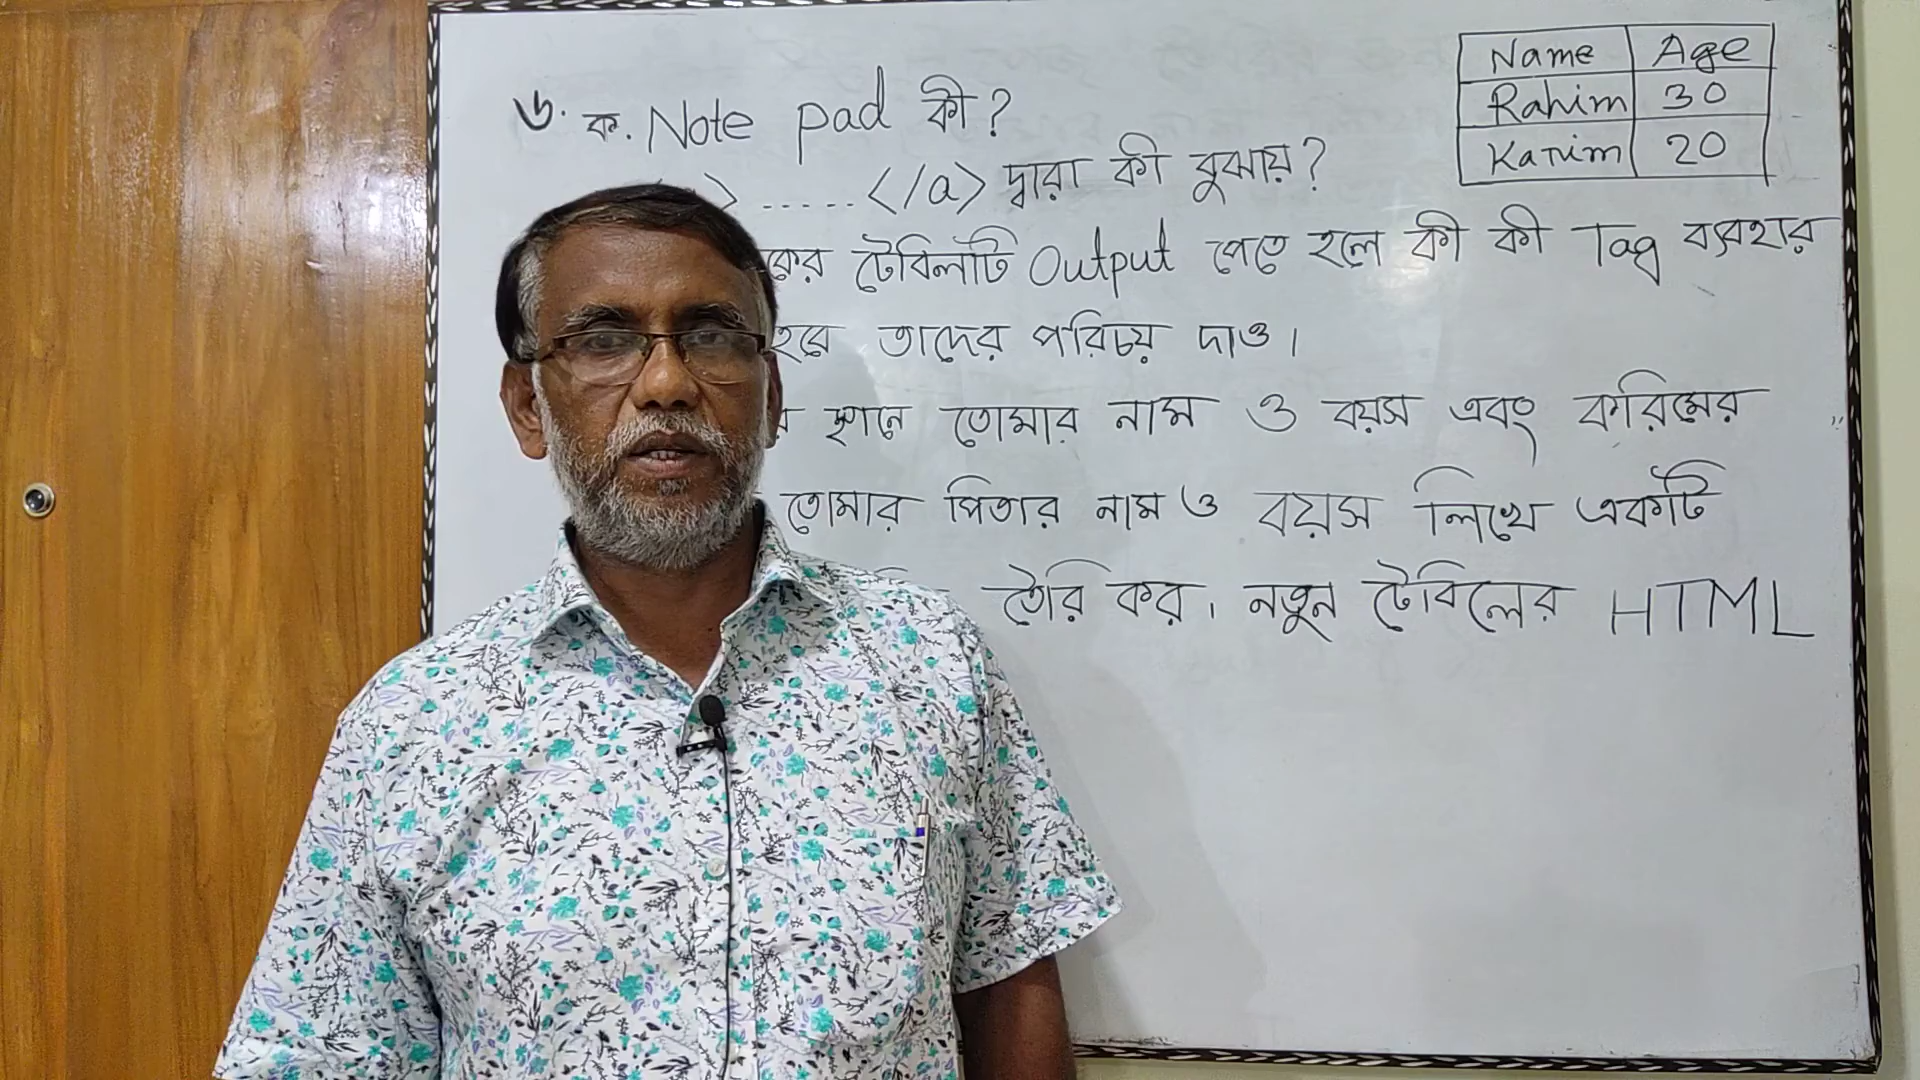 ৬. ক. Note pad কী?
> ..... </a> দ্বারা কী বুঝায়?
Name Age
Rahim 30
Karim 20
টেবিলটি Output পেতে হলে কী কী Tag ব্যবহার
হবে তাদের পরিচয় দাও।
স্থানে তোমার নাম ও বয়স এবং করিমের
তোমার পিতার নাম ও বয়স লিখে একটি
তৈরি কর। নতুন টেবিলের HTML